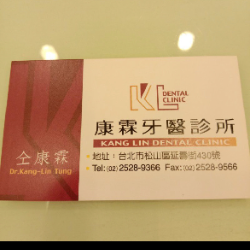 KL DENTAL
CLINIC
康霖牙醫診所
KANG LIN DENTAL CLINIC
仝康霖
Dr.Kang-Lin Tang
地址：台北市松山區延壽街430號
Tel:(02)2528-9366 Fax:(02)2528-9566